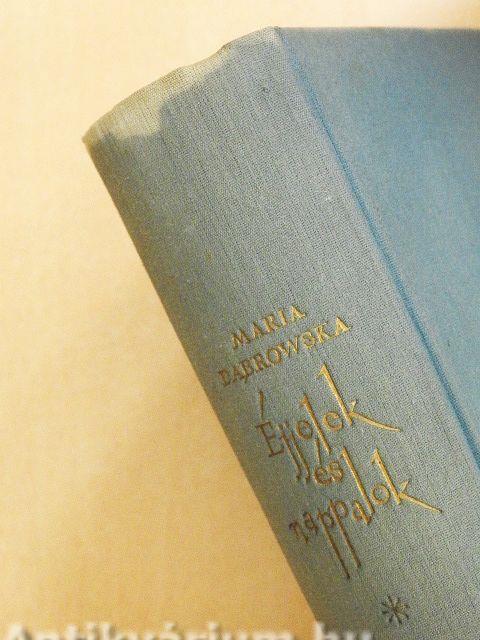 MARIA
DĄBROWSKA
Éjjelek
és
nappalok
*
Antikvárium.hu